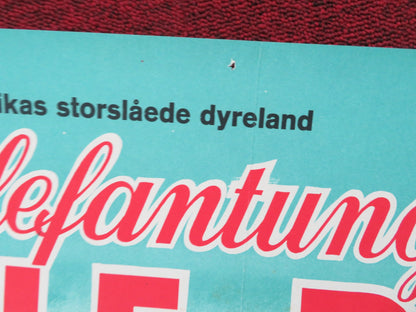 ikas storslåede dyreland
lefantung